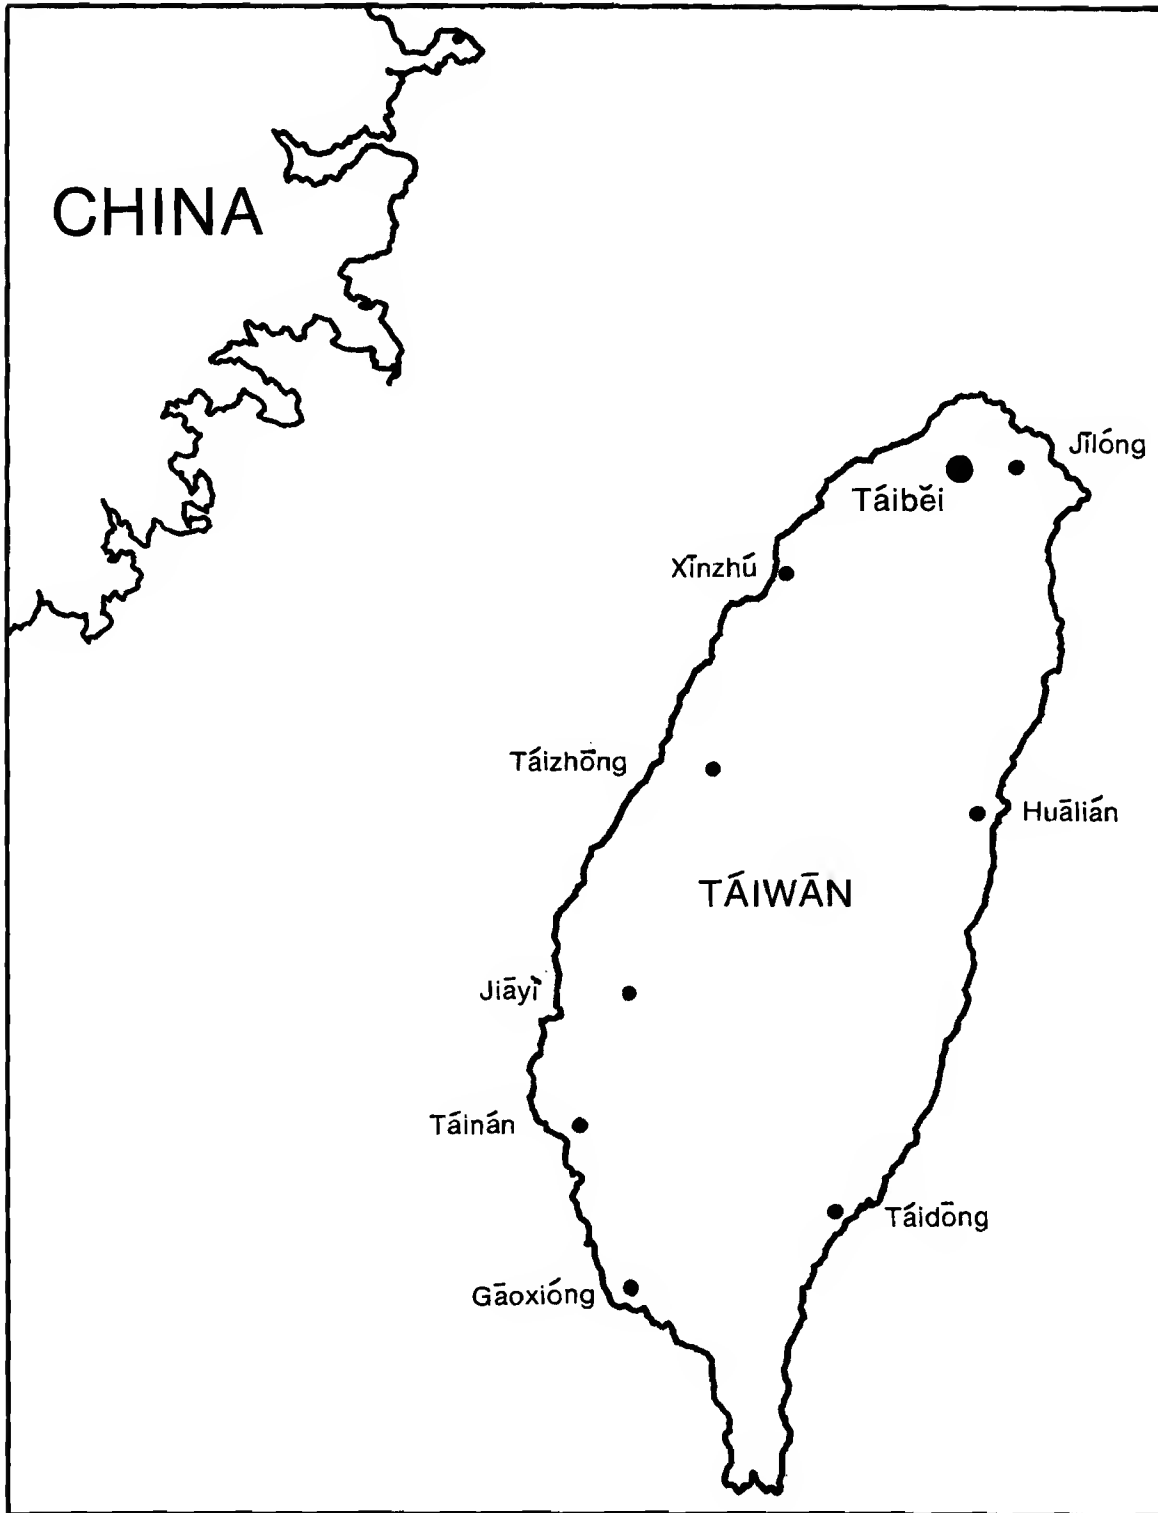 CHINA
Jīlóng
Táiběi
Xīnzhú
Táizhōng
Huālián
TÁIWĀN
Jiāyì
Táinán
Táidōng
Gāoxióng